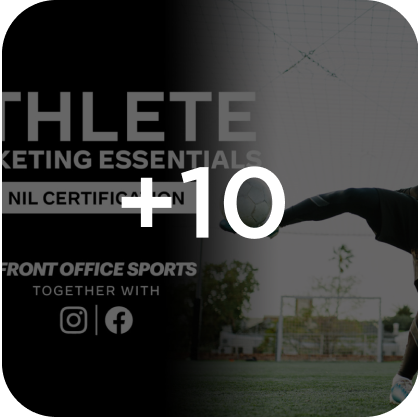 THLETE
KETING ESSENTIALS
NIL CERTIFICATION
+10
FRONT OFFICE SPORTS
TOGETHER WITH